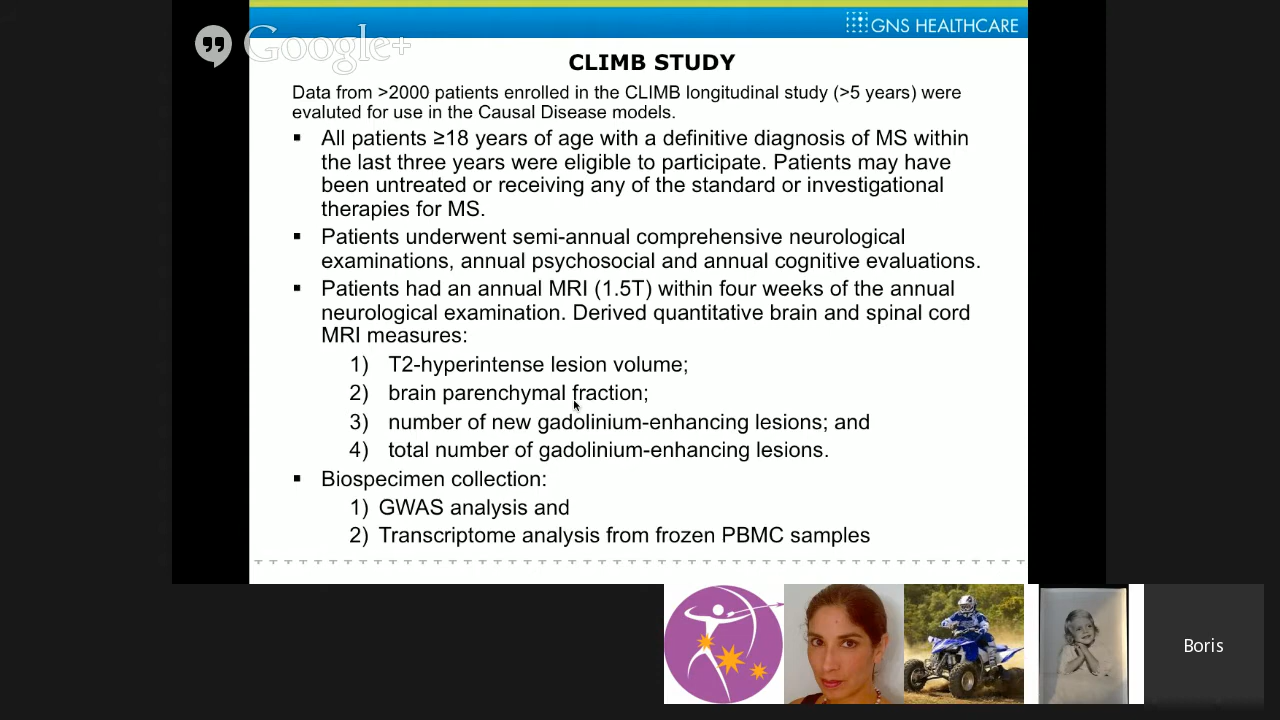 GNS HEALTHCARE
Google+
CLIMB STUDY
Data from >2000 patients enrolled in the CLIMB longitudinal study (>5 years) were
evaluted for use in the Causal Disease models.
▪ All patients ≥18 years of age with a definitive diagnosis of MS within
the last three years were eligible to participate. Patients may have
been untreated or receiving any of the standard or investigational
therapies for MS.
▪ Patients underwent semi-annual comprehensive neurological
examinations, annual psychosocial and annual cognitive evaluations.
▪ Patients had an annual MRI (1.5T) within four weeks of the annual
neurological examination. Derived quantitative brain and spinal cord
MRI measures:
1) T2-hyperintense lesion volume;
2) brain parenchymal fraction;
3) number of new gadolinium-enhancing lesions; and
4) total number of gadolinium-enhancing lesions.
▪ Biospecimen collection:
1) GWAS analysis and
2) Transcriptome analysis from frozen PBMC samples
Boris